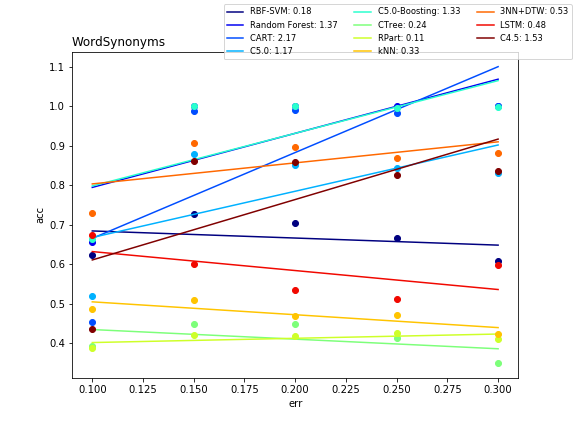 RBF-SVM: 0.18 C5.0-Boosting: 1.33 3NN+DTW: 0.53
Random Forest: 1.37 CTree: 0.24 LSTM: 0.48
CART: 2.17 RPart: 0.11 C4.5: 1.53
C5.0: 1.17 kNN: 0.33
WordSynonyms
1.1
1.0
0.9
0.8
0.7
0.6
0.5
0.4
acc
0.100 0.125 0.150 0.175 0.200 0.225 0.250 0.275 0.300
err